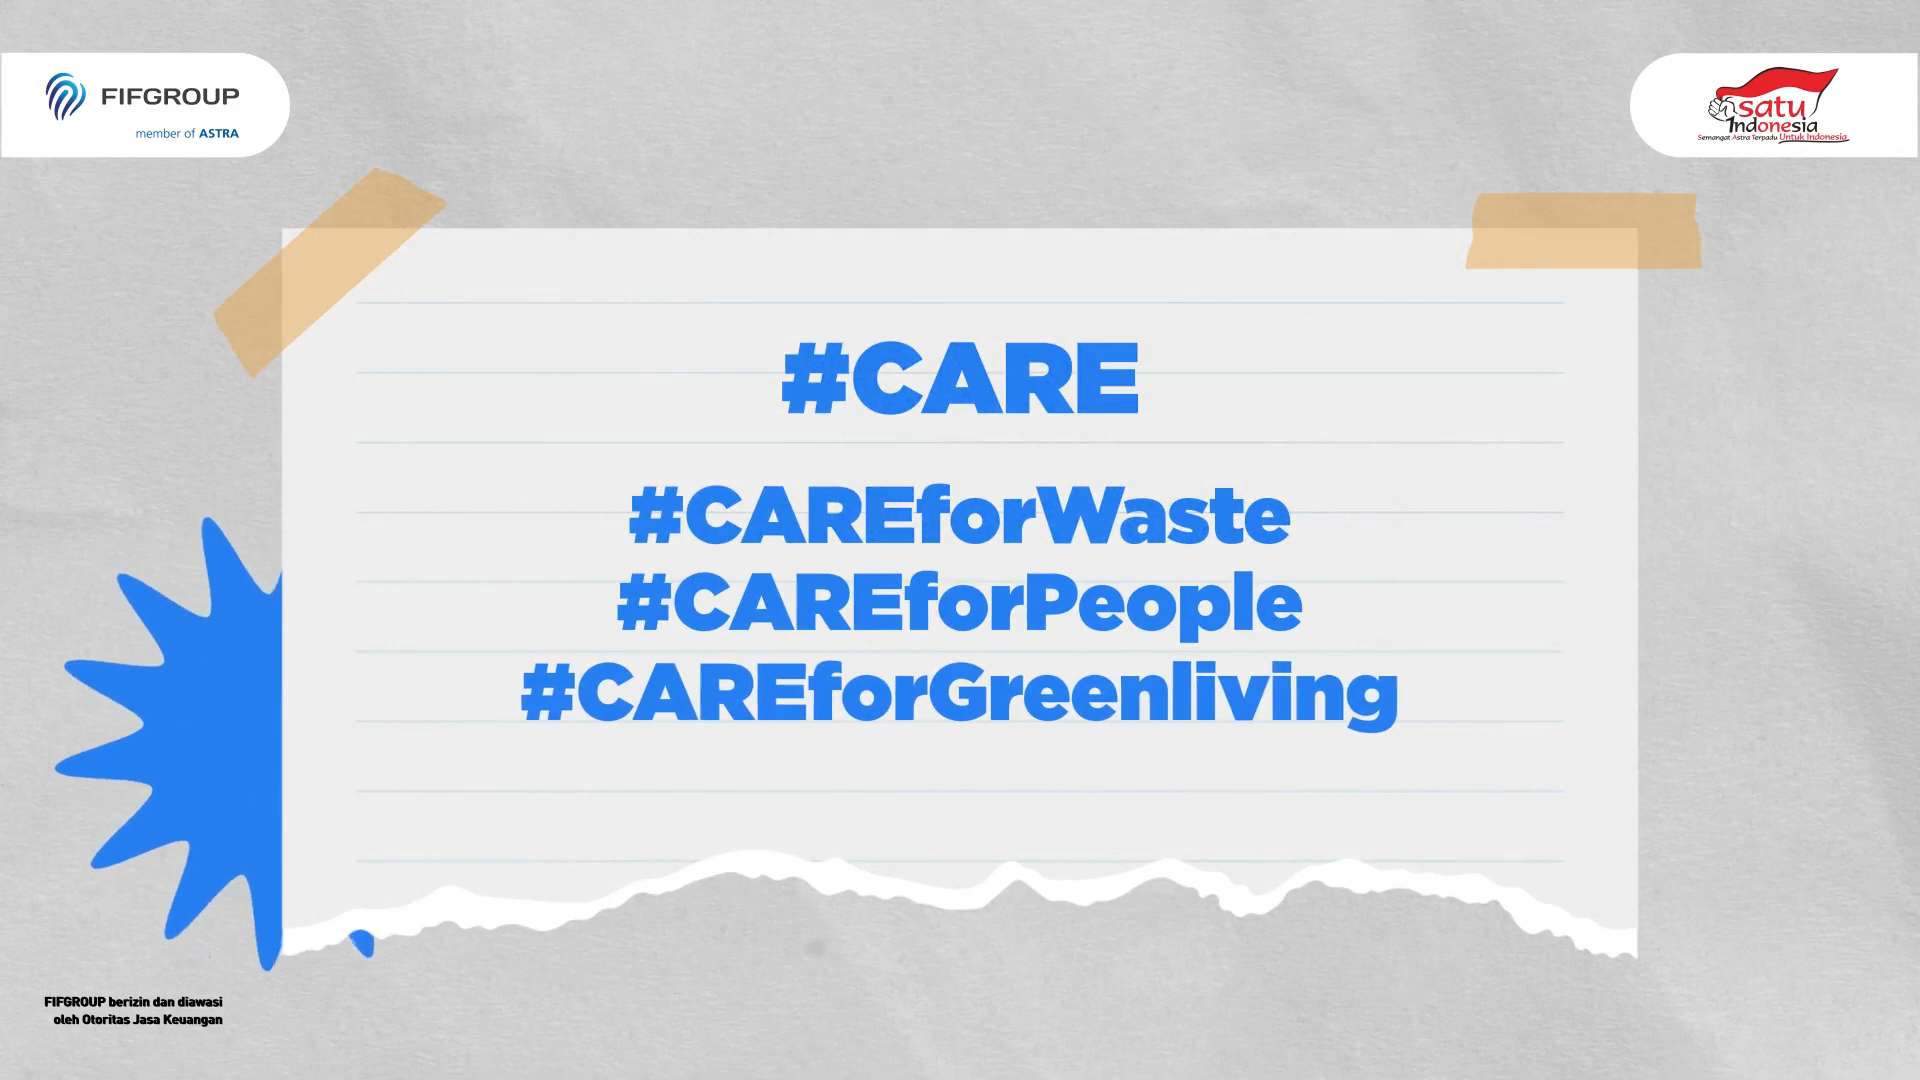 FIFGROUP
member of ASTRA
satu
Indonesia
Semangat Astra Terpadu Untuk Indonesia
#CARE
#CAREforWaste
#CAREforPeople
#CAREforGreenliving
FIFGROUP berizin dan diawasi
oleh Otoritas Jasa Keuangan